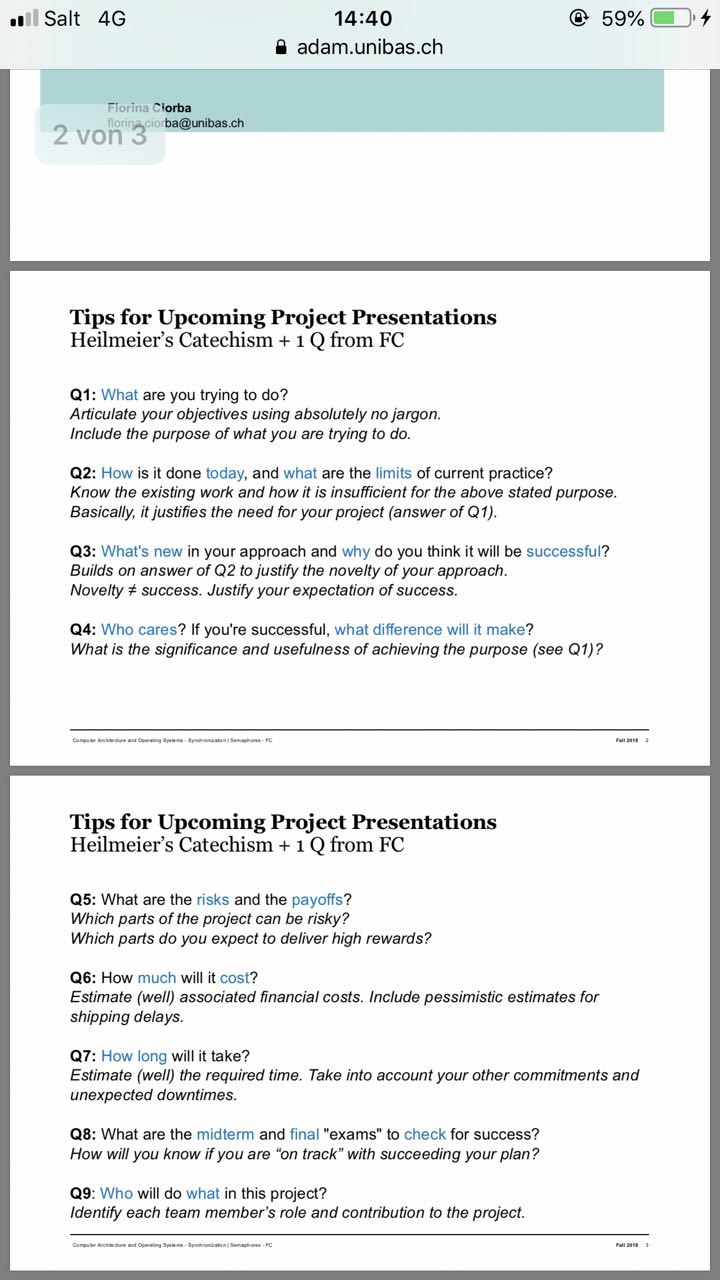 Salt 4G 14:40 59%
adam.unibas.ch
Florina Ciorba
florina.ciorba@unibas.ch
2 von 3
Tips for Upcoming Project Presentations
Heilmeier's Catechism + 1 Q from FC
Q1: What are you trying to do?
Articulate your objectives using absolutely no jargon.
Include the purpose of what you are trying to do.
Q2: How is it done today, and what are the limits of current practice?
Know the existing work and how it is insufficient for the above stated purpose.
Basically, it justifies the need for your project (answer of Q1).
Q3: What's new in your approach and why do you think it will be successful?
Builds on answer of Q2 to justify the novelty of your approach.
Novelty ≠ success. Justify your expectation of success.
Q4: Who cares? If you're successful, what difference will it make?
What is the significance and usefulness of achieving the purpose (see Q1)?
Computer Architecture and Operating Systems - Synchronization | Semaphores - FC Fall 2018 2
Tips for Upcoming Project Presentations
Heilmeier's Catechism + 1 Q from FC
Q5: What are the risks and the payoffs?
Which parts of the project can be risky?
Which parts do you expect to deliver high rewards?
Q6: How much will it cost?
Estimate (well) associated financial costs. Include pessimistic estimates for
shipping delays.
Q7: How long will it take?
Estimate (well) the required time. Take into account your other commitments and
unexpected downtimes.
Q8: What are the midterm and final "exams" to check for success?
How will you know if you are “on track” with succeeding your plan?
Q9: Who will do what in this project?
Identify each team member's role and contribution to the project.
Computer Architecture and Operating Systems - Synchronization | Semaphores - FC Fall 2018 3